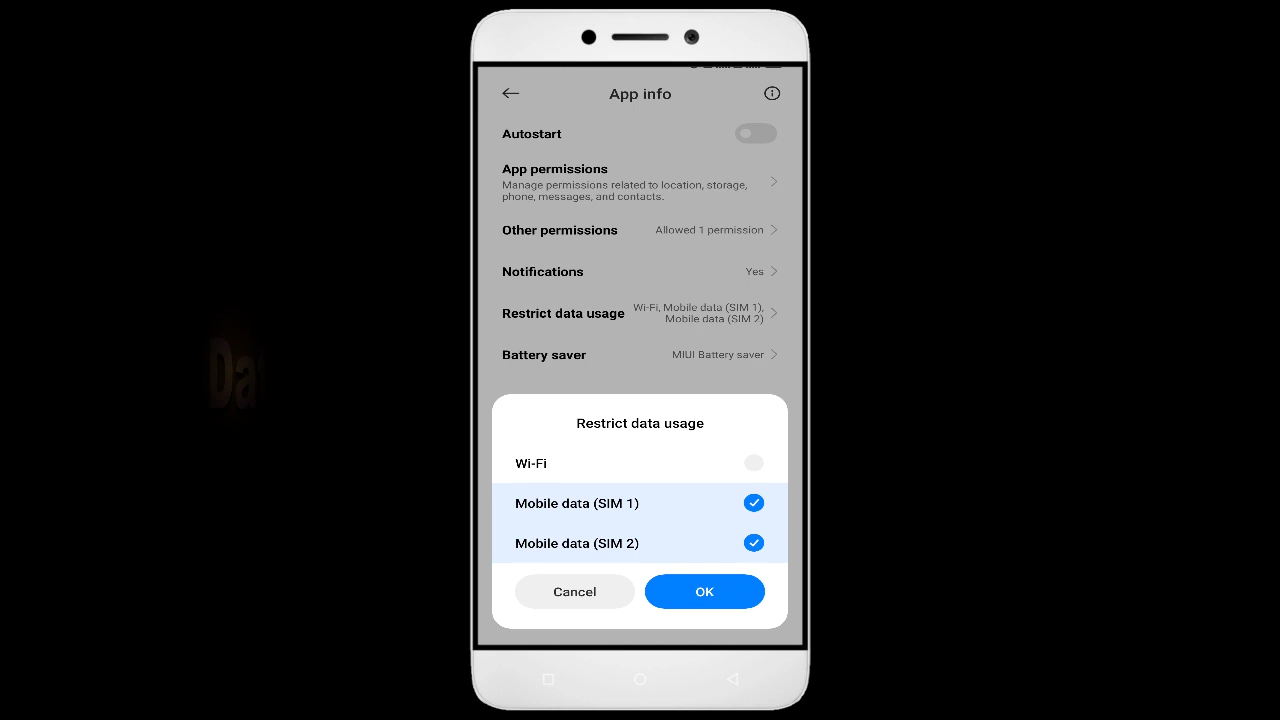 App info
Autostart
App permissions
Manage permissions related to location, storage,
phone, messages, and contacts.
Other permissions
Allowed 1 permission
Notifications
Yes
Restrict data usage
Wi-Fi, Mobile data (SIM 1),
Mobile data (SIM 2)
Battery saver
MIUI Battery saver
Restrict data usage
Wi-Fi
Mobile data (SIM 1)
Mobile data (SIM 2)
Cancel
OK